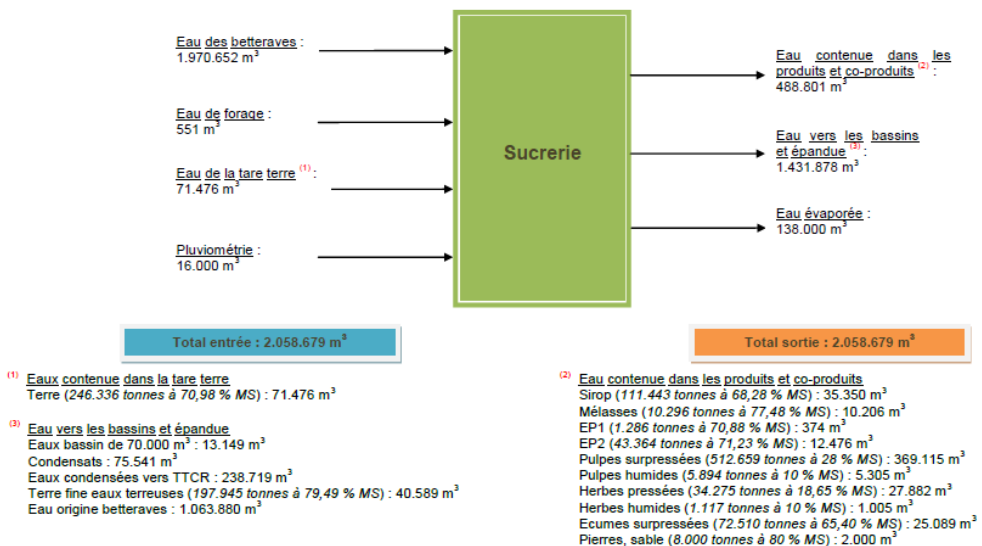 Eau des betteraves :
1.970.652 m³
Eau de forage :
551 m³
Eau de la tare terre (1) :
71.476 m³
Pluviométrie :
16.000 m³
Sucrerie
Eau contenue dans les
produits et co-produits (2) :
488.801 m³
Eau vers les bassins
et épandue (3) :
1.431.878 m³
Eau évaporée :
138.000 m³
Total entrée : 2.058.679 m³
Total sortie : 2.058.679 m³
(1) Eaux contenue dans la tare terre
Terre (246.336 tonnes à 70,98 % MS) : 71.476 m³
(3) Eau vers les bassins et épandue
Eaux bassin de 70.000 m³ : 13.149 m³
Condensats : 75.541 m³
Eaux condensées vers TTCR : 238.719 m³
Terre fine eaux terreuses (197.945 tonnes à 79,49 % MS) : 40.589 m³
Eau origine betteraves : 1.063.880 m³
(2) Eau contenue dans les produits et co-produits
Sirop (111.443 tonnes à 68,28 % MS) : 35.350 m³
Mélasses (10.296 tonnes à 77,48 % MS) : 10.206 m³
EP1 (1.286 tonnes à 70,88 % MS) : 374 m³
EP2 (43.364 tonnes à 71,23 % MS) : 12.476 m³
Pulpes surpressées (512.659 tonnes à 28 % MS) : 369.115 m³
Pulpes humides (5.894 tonnes à 10 % MS) : 5.305 m³
Herbes pressées (34.275 tonnes à 18,65 % MS) : 27.882 m³
Herbes humides (1.117 tonnes à 10 % MS) : 1.005 m³
Ecumes surpressées (72.510 tonnes à 65,40 % MS) : 25.089 m³
Pierres, sable (8.000 tonnes à 80 % MS) : 2.000 m³